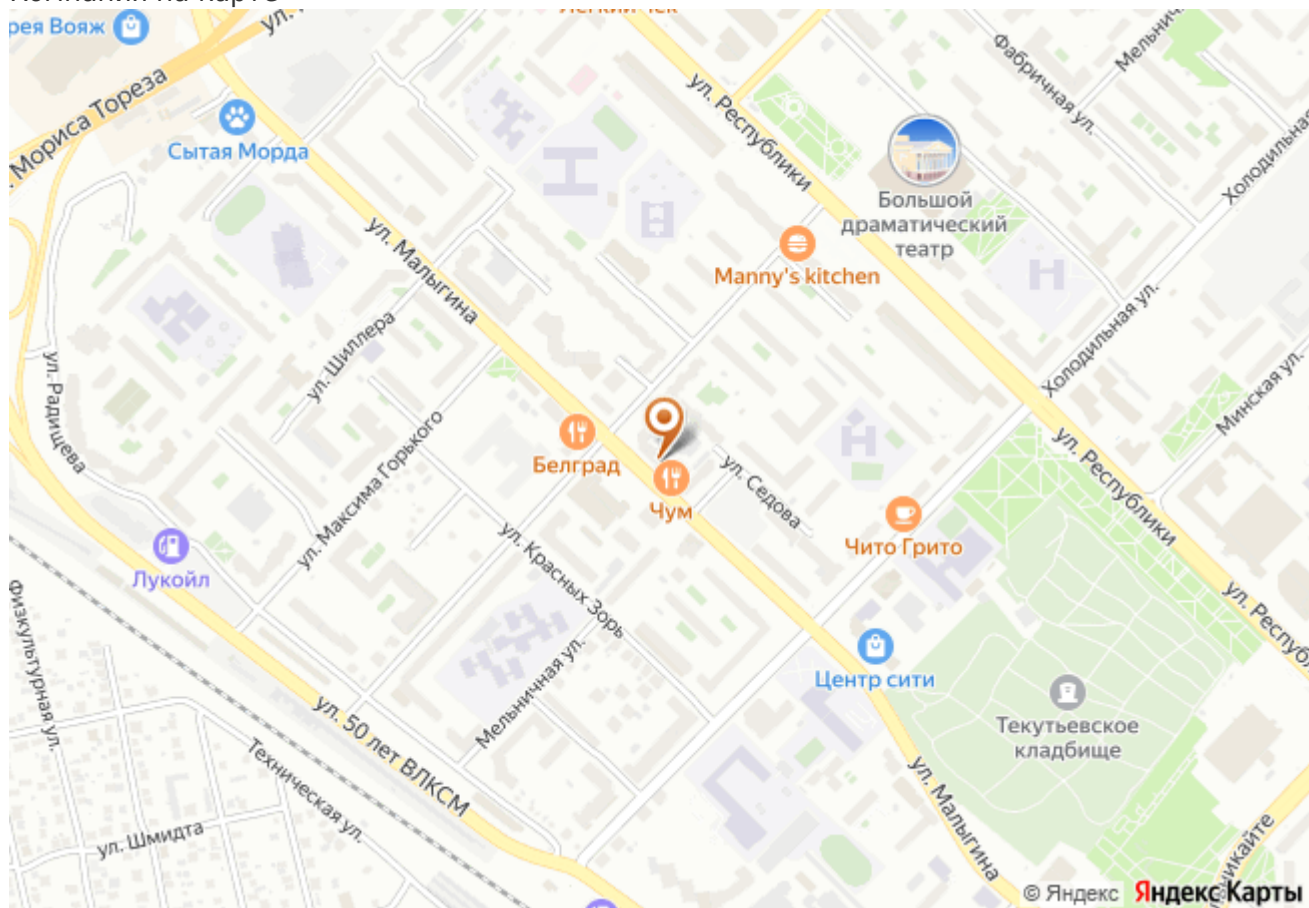 рея Вояж
ул.
Мориса Тореза
Сытая Морда
ул. Республики
Фабричная ул.
Холодильная
Большой
драматический
театр
ул. Малыгина
Manny's kitchen
ул. Шиллера
ул. Радищева
Холодильная ул.
Минская ул.
ул. Максима Горького
Белград
Чум
ул. Седова
ул. Республики
Чито Грито
Лукойл
ул. Красных Зорь
Физкультурная ул.
Мельничная ул.
ул. Респуб
Центр сити
Текутьевское
кладбище
ул. 50 лет ВЛКСМ
Техническая ул.
ул. Малыгина
ул. Шмидта
© Яндекс Яндекс Карты